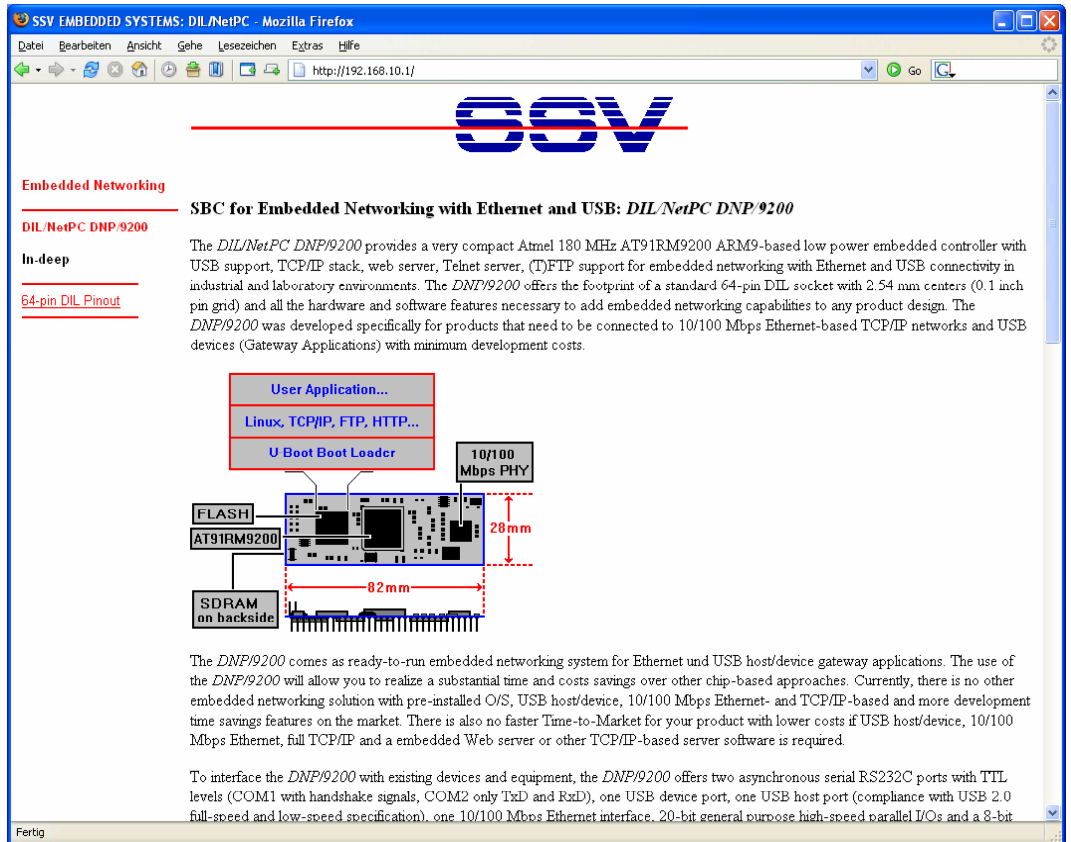 SSV EMBEDDED SYSTEMS: DIL/NetPC - Mozilla Firefox
Datei Bearbeiten Ansicht Gehe Lesezeichen Extras Hilfe
http://192.168.10.1/
Go
G
SSV
Embedded Networking
DIL/NetPC DNP/9200
In-deep
64-pin DIL Pinout
SBC for Embedded Networking with Ethernet and USB: DIL/NetPC DNP/9200
The DIL/NetPC DNP/9200 provides a very compact Atmel 180 MHz AT91RM9200 ARM9-based low power embedded controller with
USB support, TCP/IP stack, web server, Telnet server, (T)FTP support for embedded networking with Ethernet and USB connectivity in
industrial and laboratory environments. The DNP/9200 offers the footprint of a standard 64-pin DIL socket with 2.54 mm centers (0.1 inch
pin grid) and all the hardware and software features necessary to add embedded networking capabilities to any product design. The
DNP/9200 was developed specifically for products that need to be connected to 10/100 Mbps Ethernet-based TCP/IP networks and USB
devices (Gateway Applications) with minimum development costs.
User Application...
Linux, TCP/IP, FTP, HTTP...
U-Boot Boot Loader
10/100
Mbps PHY
FLASH
AT91RM9200
28mm
82mm
SDRAM
on backside
The DNP/9200 comes as ready-to-run embedded networking system for Ethernet und USB host/device gateway applications. The use of
the DNP/9200 will allow you to realize a substantial time and costs savings over other chip-based approaches. Currently, there is no other
embedded networking solution with pre-installed O/S, USB host/device, 10/100 Mbps Ethernet- and TCP/IP-based and more development
time savings features on the market. There is also no faster Time-to-Market for your product with lower costs if USB host/device, 10/100
Mbps Ethernet, full TCP/IP and a embedded Web server or other TCP/IP-based server software is required.
To interface the DNP/9200 with existing devices and equipment, the DNP/9200 offers two asynchronous serial RS232C ports with TTL
levels (COM1 with handshake signals, COM2 only TxD and RxD), one USB device port, one USB host port (compliance with USB 2.0
full-speed and low-speed specification), one 10/100 Mbps Ethernet interface, 20-bit general purpose high-speed parallel I/Os and a 8-bit
Fertig